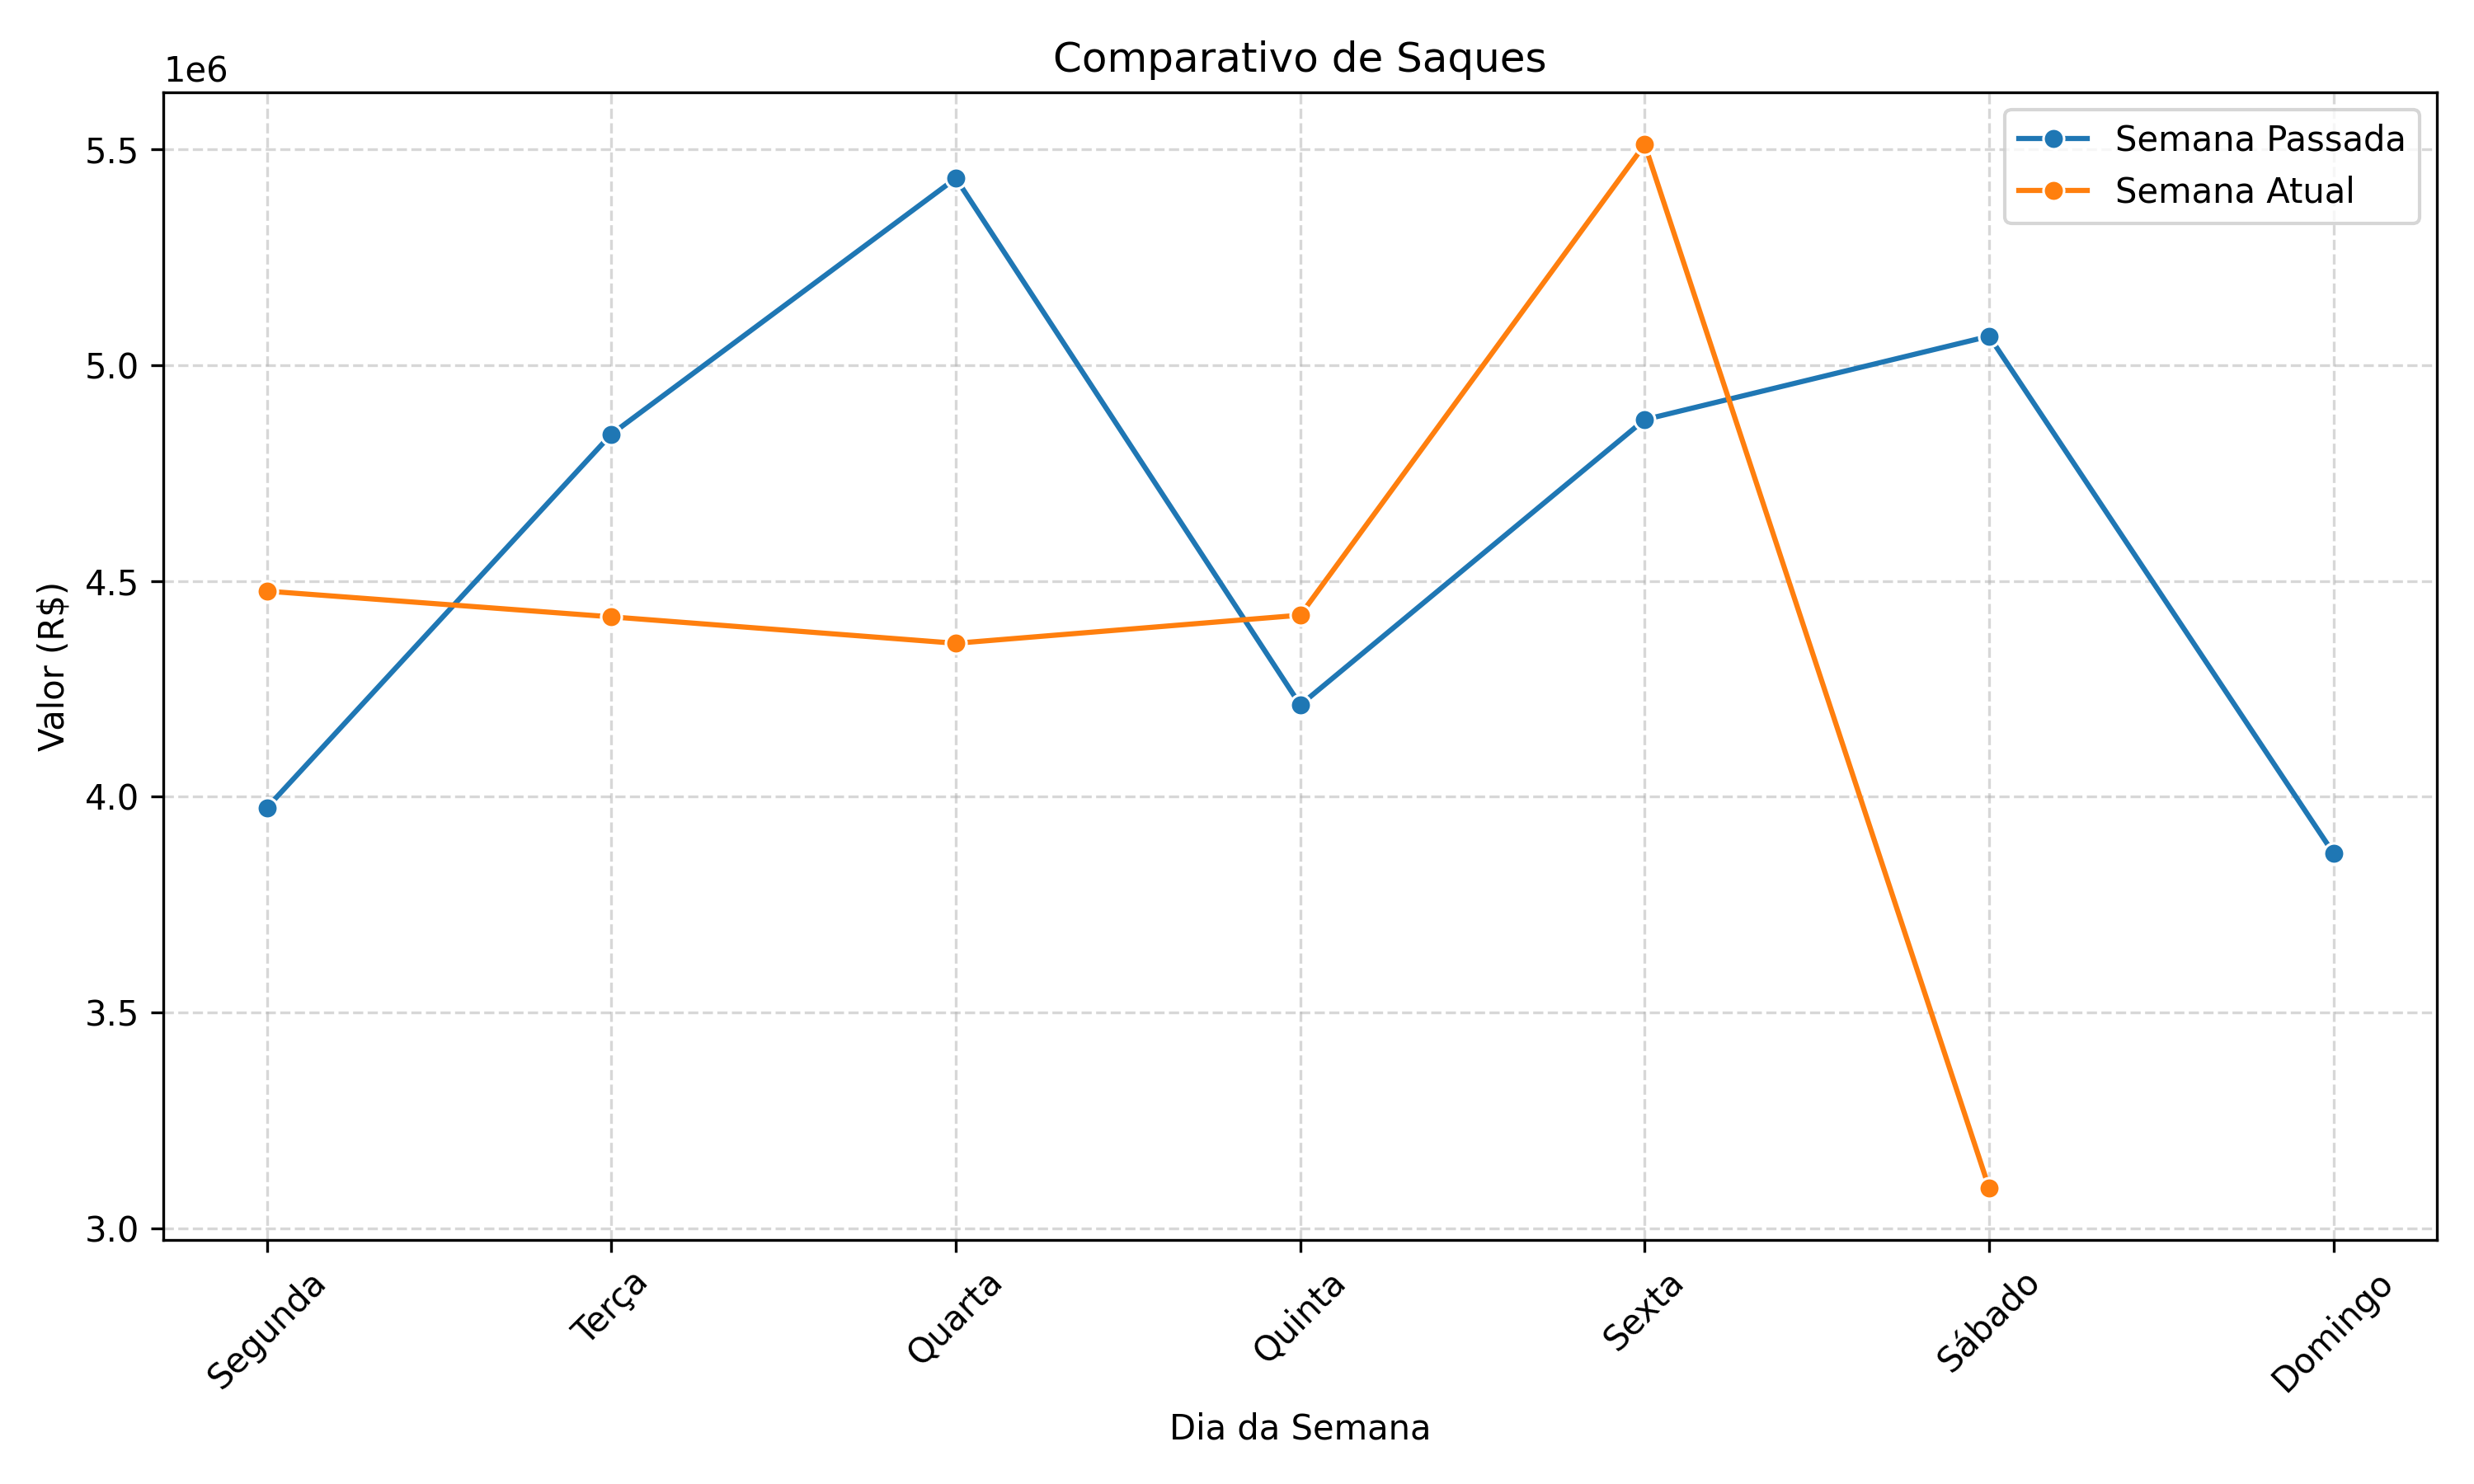 Comparativo de Saques
1e6
5.5
5.0
4.5
4.0
3.5
3.0
Valor (R$)
Semana Passada
Semana Atual
Segunda
Terça
Quarta
Quinta
Sexta
Sábado
Domingo
Dia da Semana